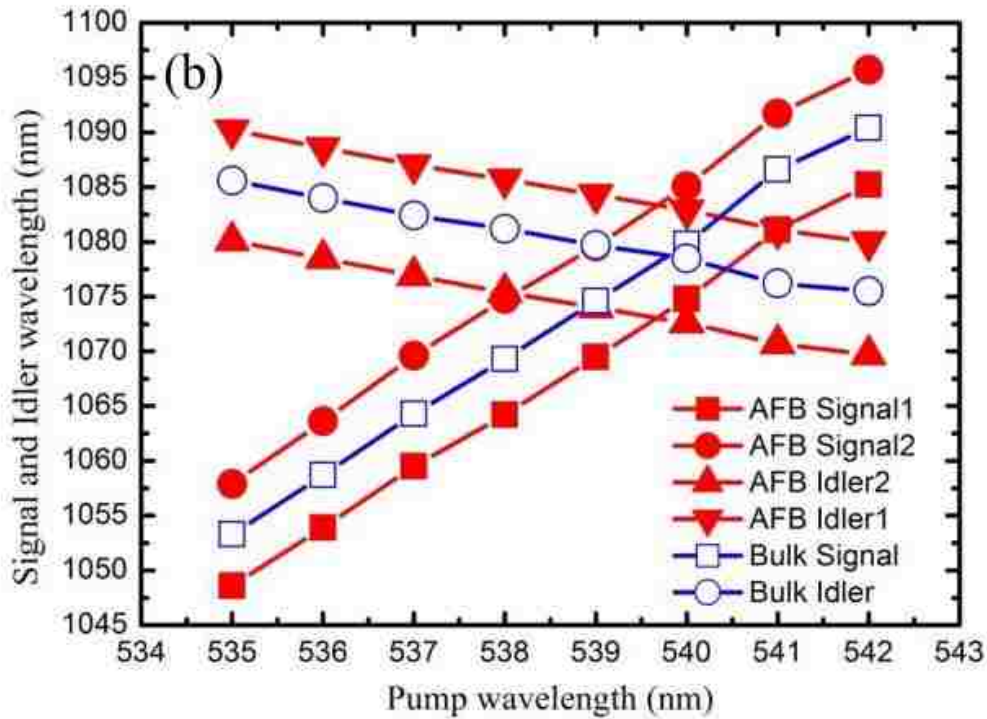 (b)
Signal and Idler wavelength (nm)
1100
1095
1090
1085
1080
1075
1070
1065
1060
1055
1050
1045
AFB Signal1
AFB Signal2
AFB Idler2
AFB Idler1
Bulk Signal
Bulk Idler
534 535 536 537 538 539 540 541 542 543
Pump wavelength (nm)